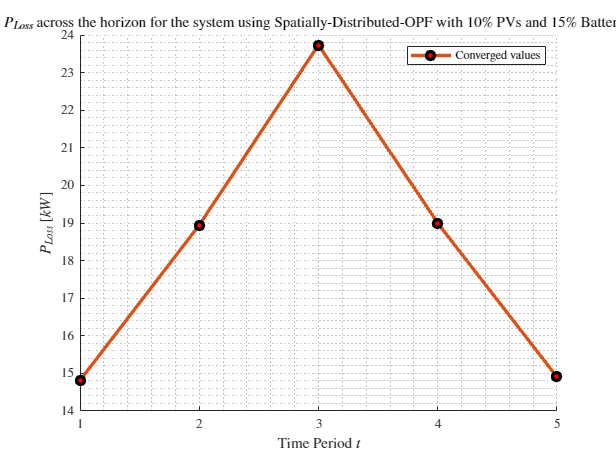 P_Loss across the horizon for the system using Spatially-Distributed-OPF with 10% PVs and 15% Batter
Converged values
24
23
22
21
20
19
18
17
16
15
14
P_Loss [kW]
1 2 3 4 5
Time Period t